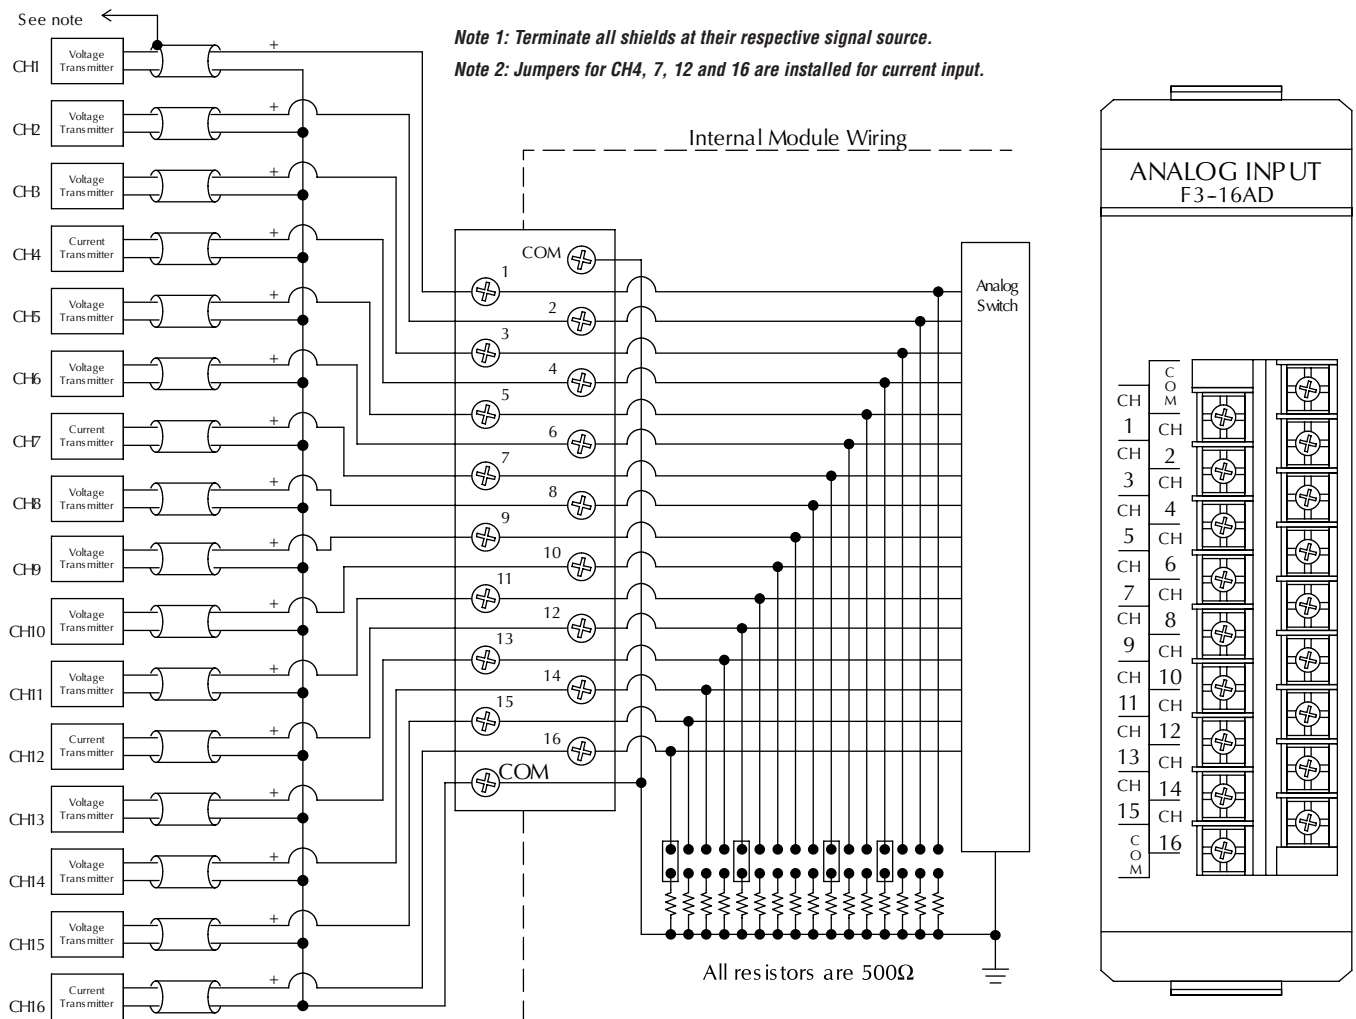 See note
Note 1: Terminate all shields at their respective signal source.
Note 2: Jumpers for CH4, 7, 12 and 16 are installed for current input.
CH1
Voltage
Transmitter
+
CH2
Voltage
Transmitter
+
CH3
Voltage
Transmitter
+
CH4
Current
Transmitter
+
CH5
Voltage
Transmitter
+
CH6
Voltage
Transmitter
+
CH7
Current
Transmitter
+
CH8
Voltage
Transmitter
+
CH9
Voltage
Transmitter
+
CH10
Voltage
Transmitter
+
CH11
Voltage
Transmitter
+
CH12
Current
Transmitter
+
CH13
Voltage
Transmitter
+
CH14
Voltage
Transmitter
+
CH15
Voltage
Transmitter
+
CH16
Current
Transmitter
+
Internal Module Wiring
COM
1
2
3
4
5
6
7
8
9
10
11
12
13
14
15
16
COM
Analog
Switch
All resistors are 500Ω
ANALOG INPUT
F3-16AD
COM
CH
1
CH
2
CH
3
CH
4
CH
5
CH
6
CH
7
CH
8
CH
9
CH
10
CH
11
CH
12
CH
13
CH
14
CH
15
CH
16
COM